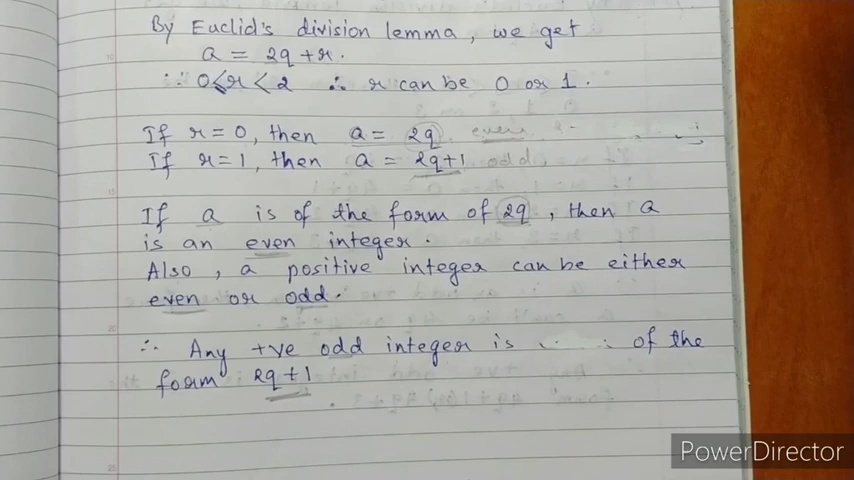 By Euclid's division lemma, we get
a = 2q + r.
∵ 0≤r<2 ∴ r can be 0 or 1.
If r = 0, then a = 2q even
If r = 1, then a = 2q+1 odd,
If a is of the form of 2q, then a
is an even integer.
Also, a positive integer can be either
even or odd.
∴ Any +ve odd integer is of the
form 2q+1
PowerDirector